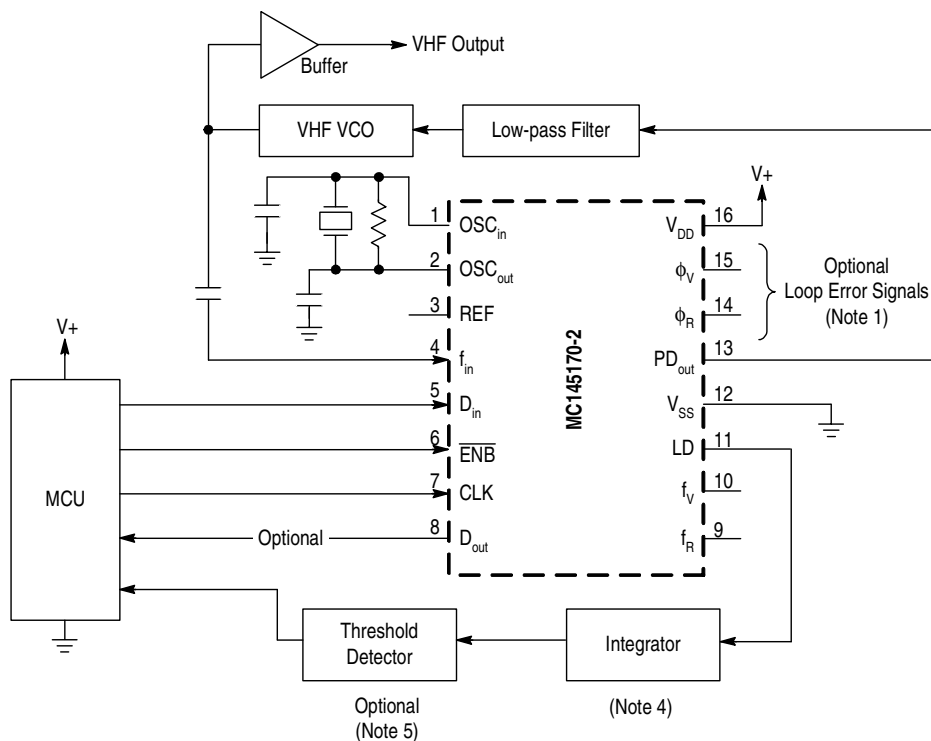 VHF Output
Buffer
VHF VCO
Low-pass Filter
V+
1
OSCin
VDD
16
2
OSCout
ϕV
15
3
REF
ϕR
14
Optional
Loop Error Signals
(Note 1)
4
fin
PDout
13
V+
5
Din
VSS
12
MC145170-2
6
ENB
LD
11
MCU
7
CLK
fV
10
Optional
8
Dout
fR
9
Threshold
Detector
Integrator
Optional
(Note 5)
(Note 4)